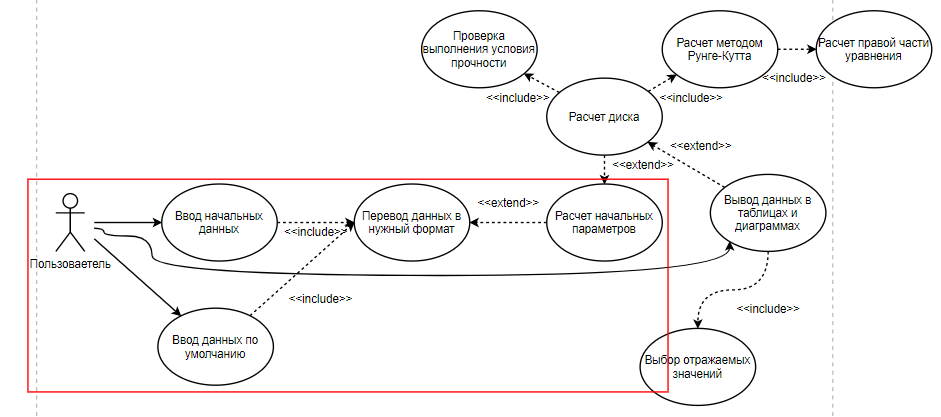 Проверка
выполнения условия
прочности
Расчет методом
Рунге-Кутта
Расчет правой части
уравнения
<<include>>
<<include>>
<<include>>
Расчет диска
<<extend>>
<<extend>>
Пользоваетель
Ввод начальных
данных
<<include>>
Перевод данных в
нужный формат
<<extend>>
Расчет начальных
параметров
Вывод данных в
таблицах и
диаграммах
<<include>>
<<include>>
Ввод данных по
умолчанию
Выбор отражаемых
значений